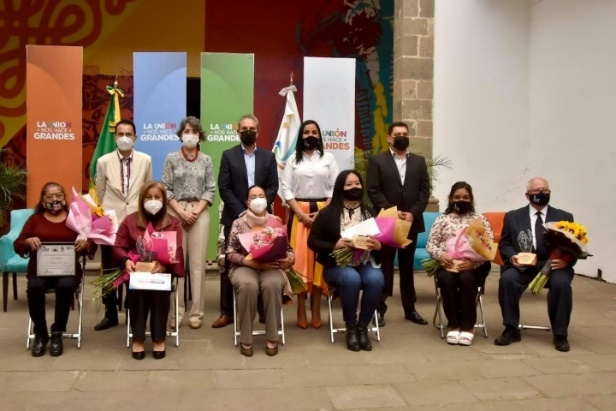 LA UNIÓN
NOS HACE
GRANDES
LA UNIÓN
• NOS HACE •
GRANDES
LA UNIÓN
NOS HACE
GRANDES
UNIÓN
NOS HACE
GRANDES